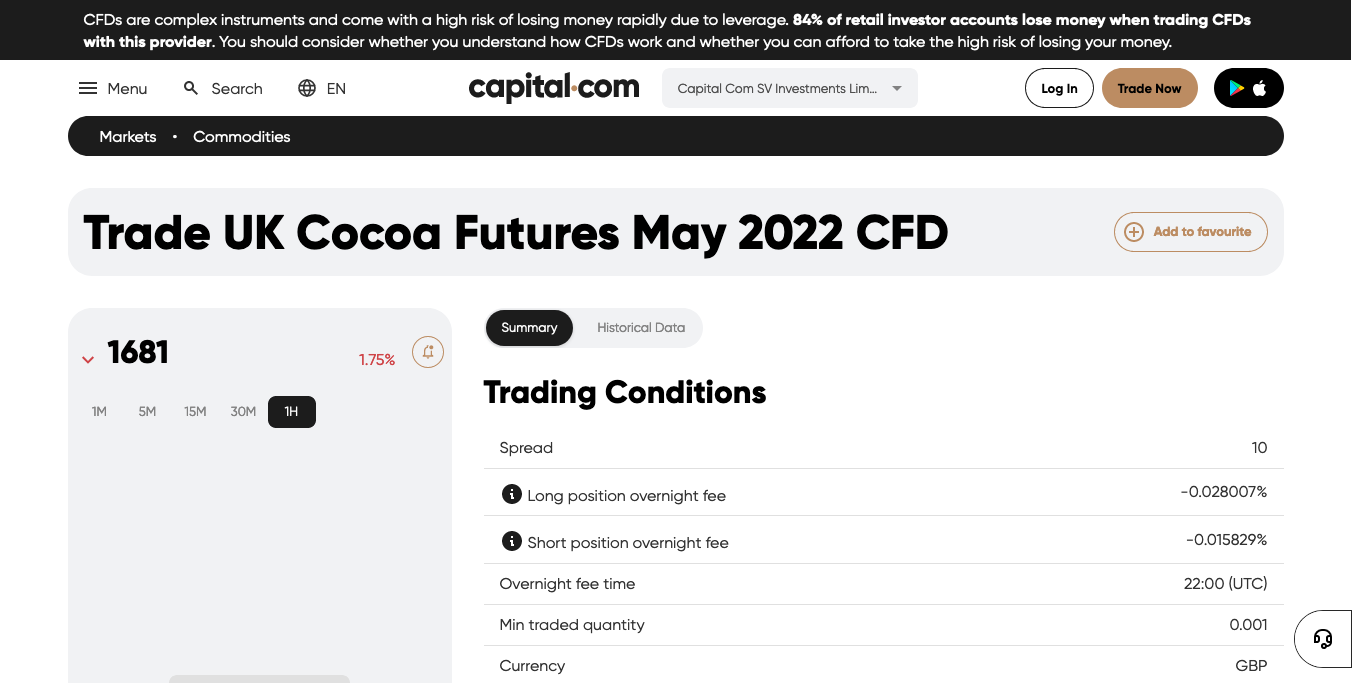 CFDs are complex instruments and come with a high risk of losing money rapidly due to leverage. 84% of retail investor accounts lose money when trading CFDs
with this provider. You should consider whether you understand how CFDs work and whether you can afford to take the high risk of losing your money.
Menu
Search
EN
capital.com
Capital Com SV Investments Lim...
Log In
Trade Now
Markets • Commodities
Trade UK Cocoa Futures May 2022 CFD
Add to favourite
1681
1.75%
1M 5M 15M 30M 1H
Summary
Historical Data
Trading Conditions
Spread 10
Long position overnight fee -0.028007%
Short position overnight fee -0.015829%
Overnight fee time 22:00 (UTC)
Min traded quantity 0.001
Currency GBP